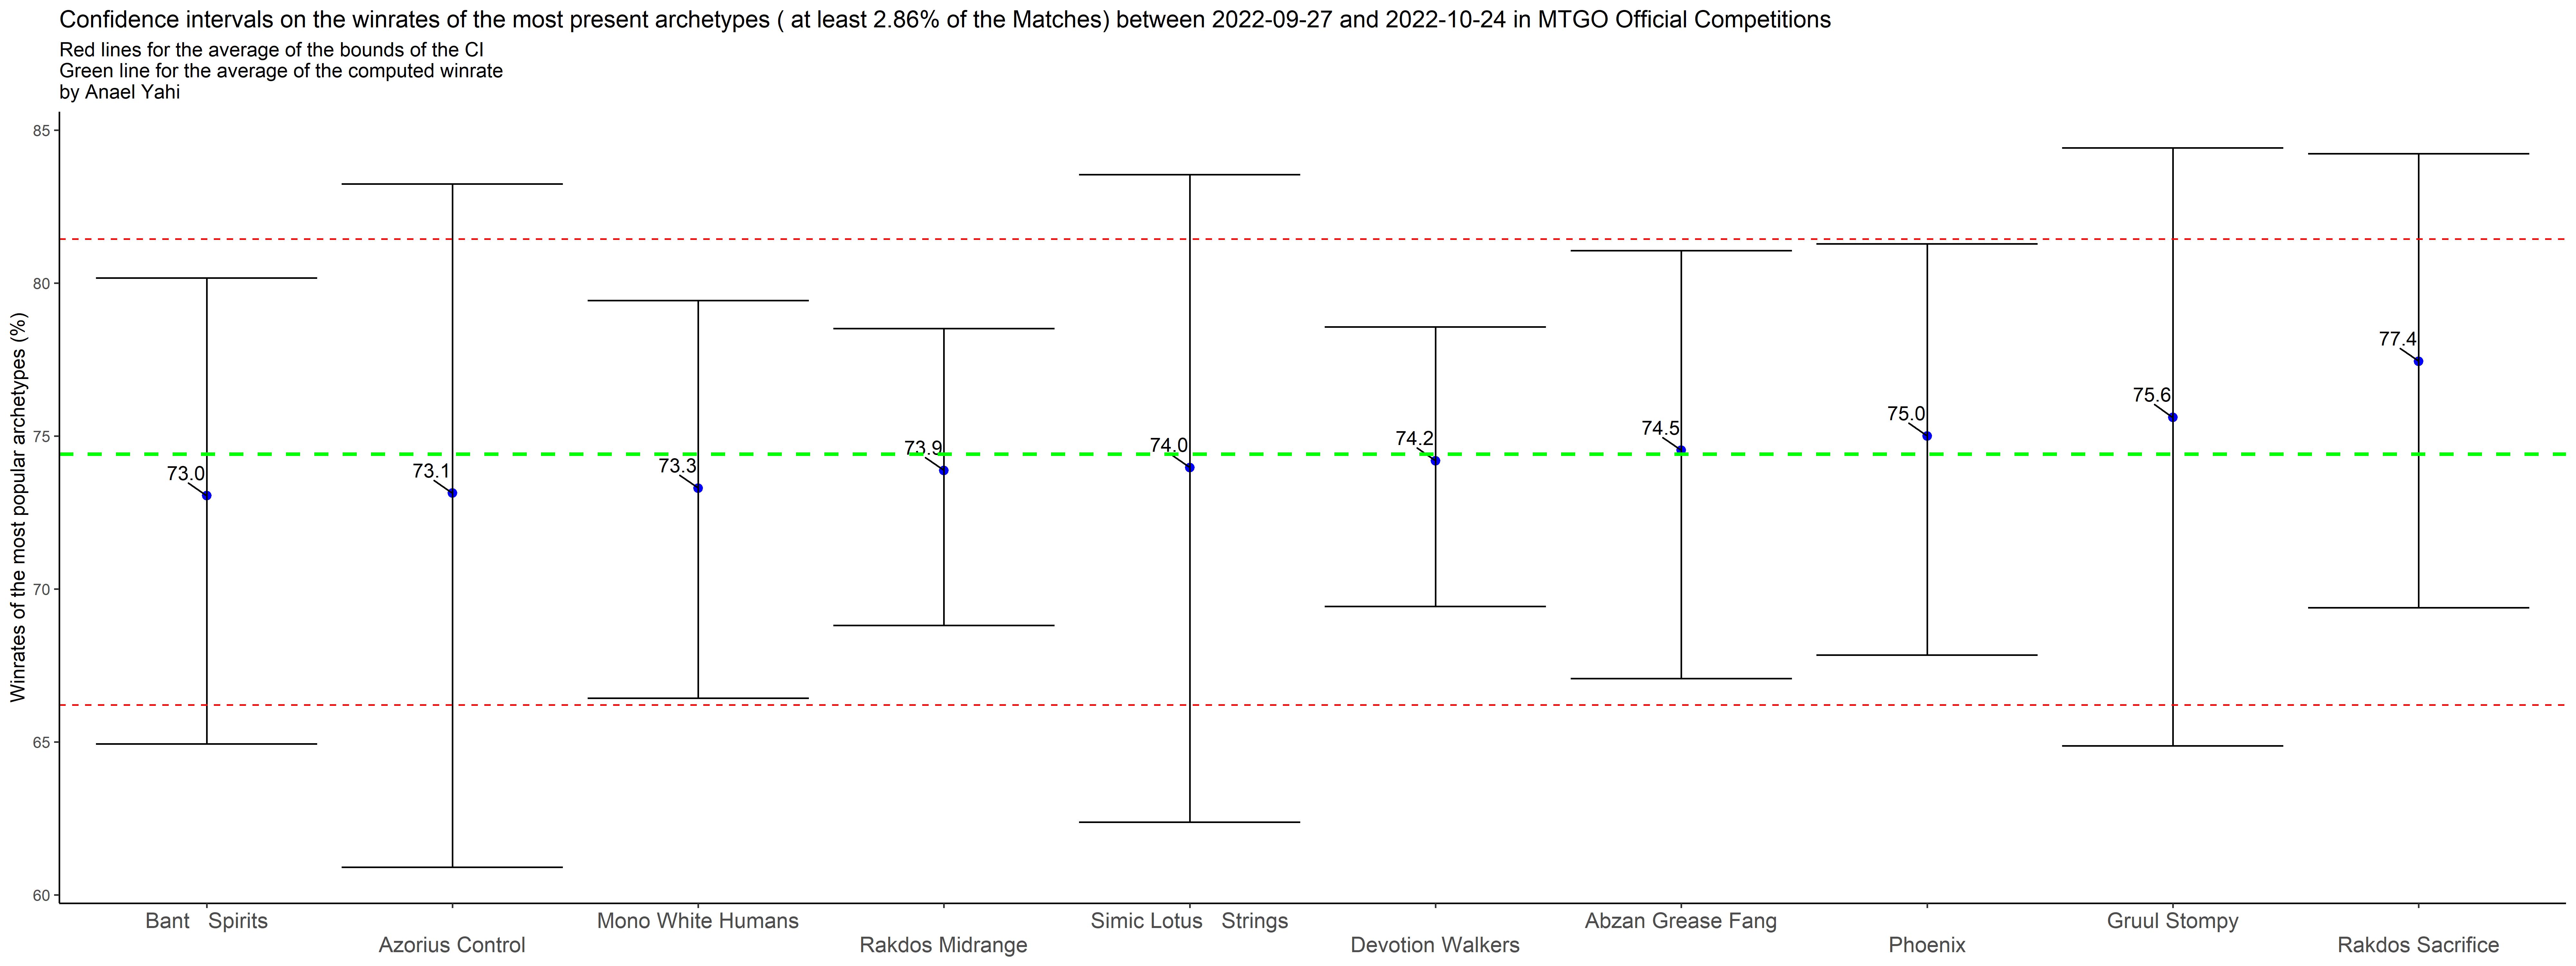 Confidence intervals on the winrates of the most present archetypes ( at least 2.86% of the Matches) between 2022-09-27 and 2022-10-24 in MTGO Official Competitions
Red lines for the average of the bounds of the CI
Green line for the average of the computed winrate
by Anael Yahi
Winrates of the most popular archetypes (%)
85
80
75
70
65
60
73.0
73.1
73.3
73.9
74.0
74.2
74.5
75.0
75.6
77.4
Bant   Spirits
Azorius Control
Mono White Humans
Rakdos Midrange
Simic Lotus   Strings
Devotion Walkers
Abzan Grease Fang
Phoenix
Gruul Stompy
Rakdos Sacrifice